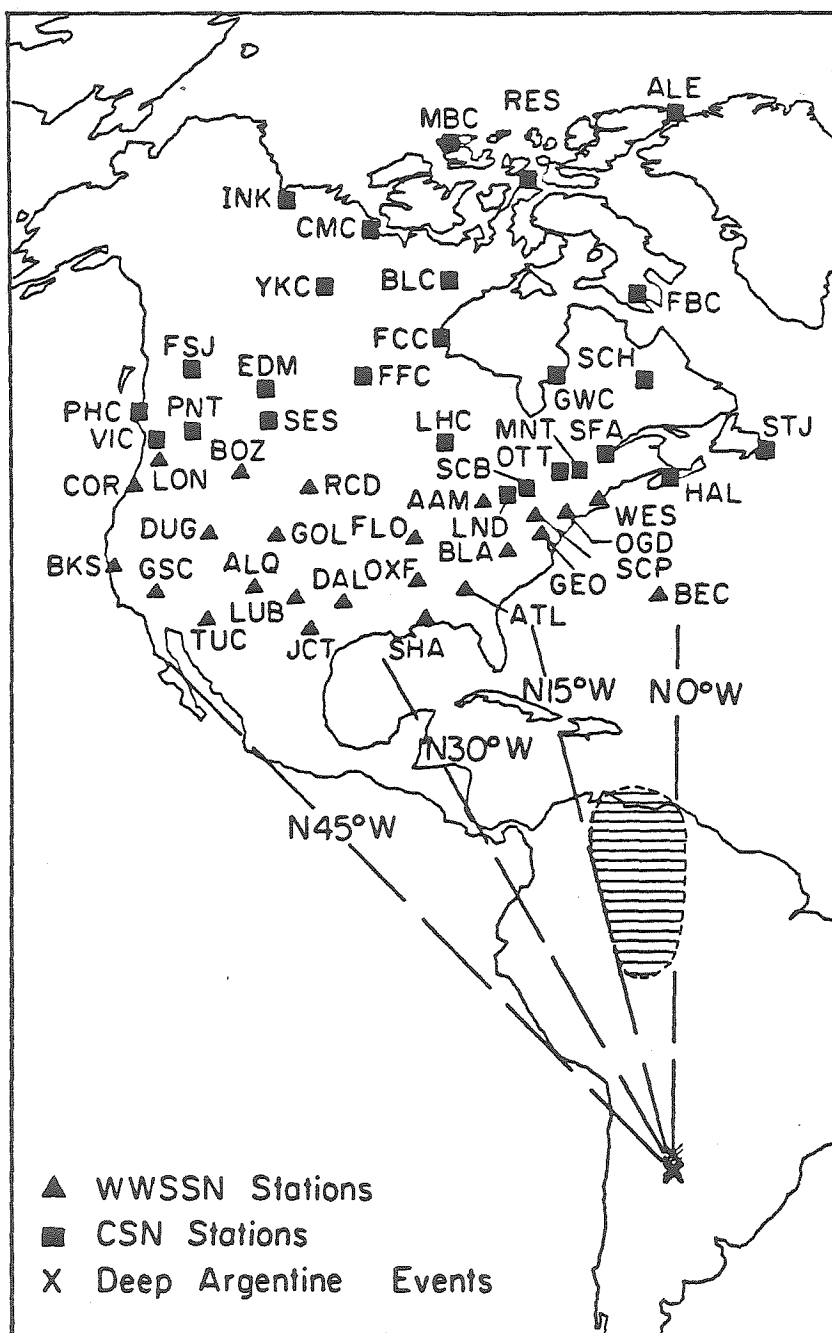 ALE
RES
MBC
INK
CMC
YKC
BLC
FBC
FCC
FSJ
EDM
FFC
SCH
GWC
PHC
PNT
SES
LHC
MNT
SFA
STJ
VIC
BOZ
SCB
OTT
COR
LON
RCD
AAM
HAL
WES
DUG
GOL
FLO
LND
OGD
BLA
BKS
GSC
ALQ
DAL
OXF
GEO
SCP
BEC
LUB
ATL
TUC
JCT
SHA
N15°W
N0°W
N30°W
N45°W
WWSSN Stations
CSN Stations
X Deep Argentine Events